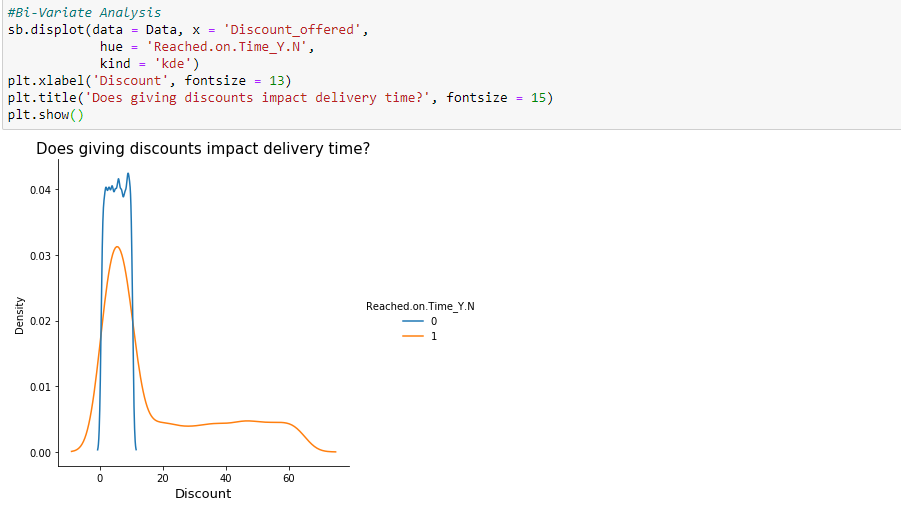 #Bi-Variate Analysis
sb.displot(data = Data, x = 'Discount_offered',
           hue = 'Reached.on.Time_Y.N',
           kind = 'kde')
plt.xlabel('Discount', fontsize = 13)
plt.title('Does giving discounts impact delivery time?', fontsize = 15)
plt.show()
Does giving discounts impact delivery time?
0.04
0.03
0.02
0.01
0.00
Density
0 20 40 60
Discount
Reached.on.Time_Y.N
0
1